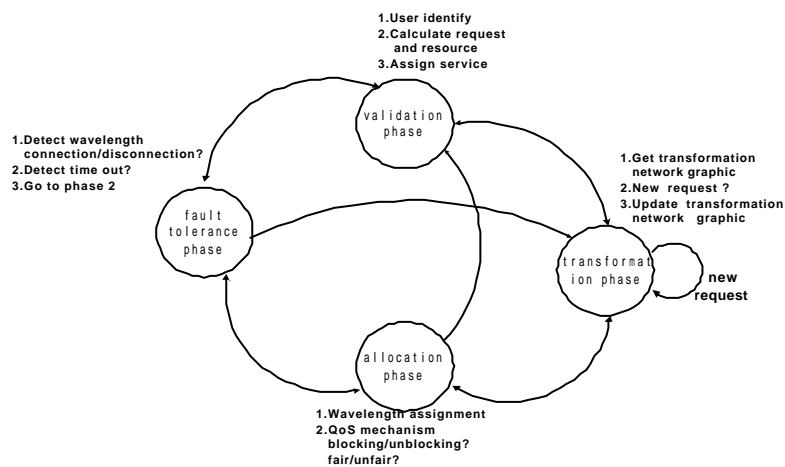 1.User identify
2.Calculate request
and resource
3.Assign service
validation
phase
1.Detect wavelength
connection/disconnection?
2.Detect time out?
3.Go to phase 2
fault
tolerance
phase
1.Get transformation
network graphic
2.New request ?
3.Update transformation
network graphic
transformat
ion phase
new
request
allocation
phase
1.Wavelength assignment
2.QoS mechanism
blocking/unblocking?
fair/unfair?